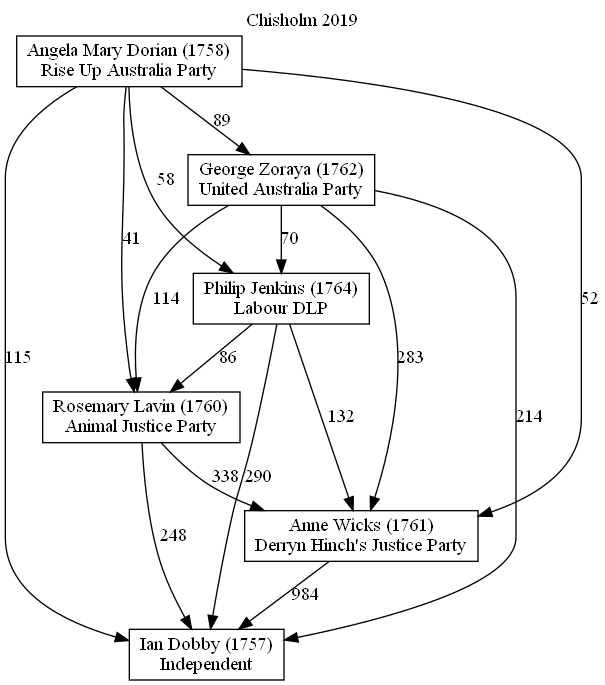 Chisholm 2019
Angela Mary Dorian (1758)
Rise Up Australia Party
89
George Zoraya (1762)
United Australia Party
58
41
70
114
52
Philip Jenkins (1764)
Labour DLP
115
86
283
132
214
Rosemary Lavin (1760)
Animal Justice Party
338
290
248
Anne Wicks (1761)
Derryn Hinch's Justice Party
984
Ian Dobby (1757)
Independent